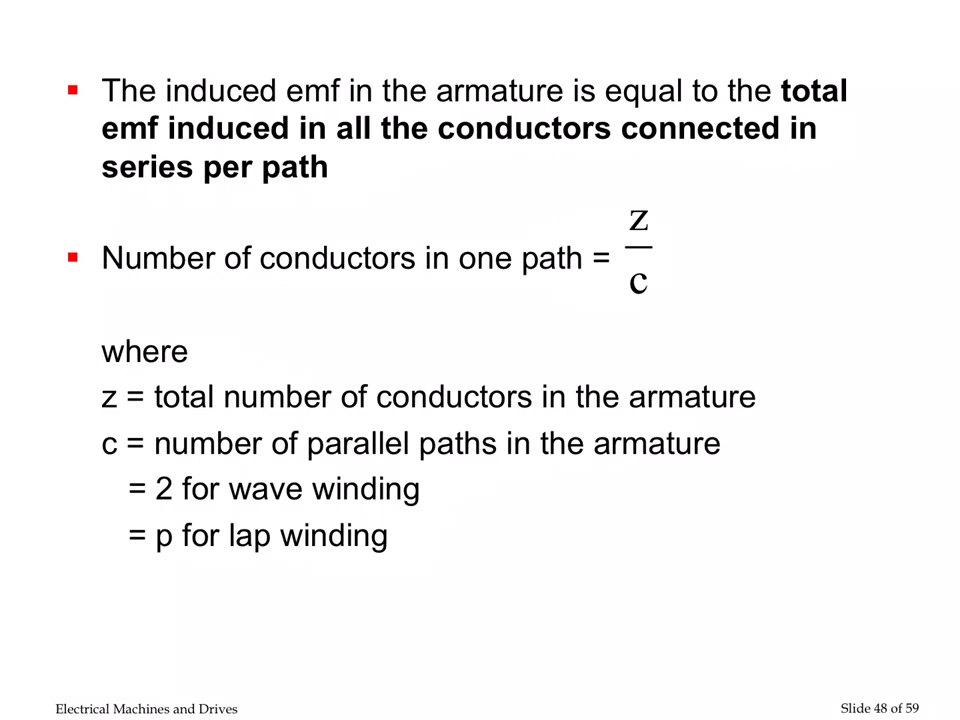 ▪ The induced emf in the armature is equal to the total
emf induced in all the conductors connected in
series per path
▪ Number of conductors in one path = z/c
where
z = total number of conductors in the armature
c = number of parallel paths in the armature
= 2 for wave winding
= p for lap winding
Electrical Machines and Drives
Slide 48 of 59